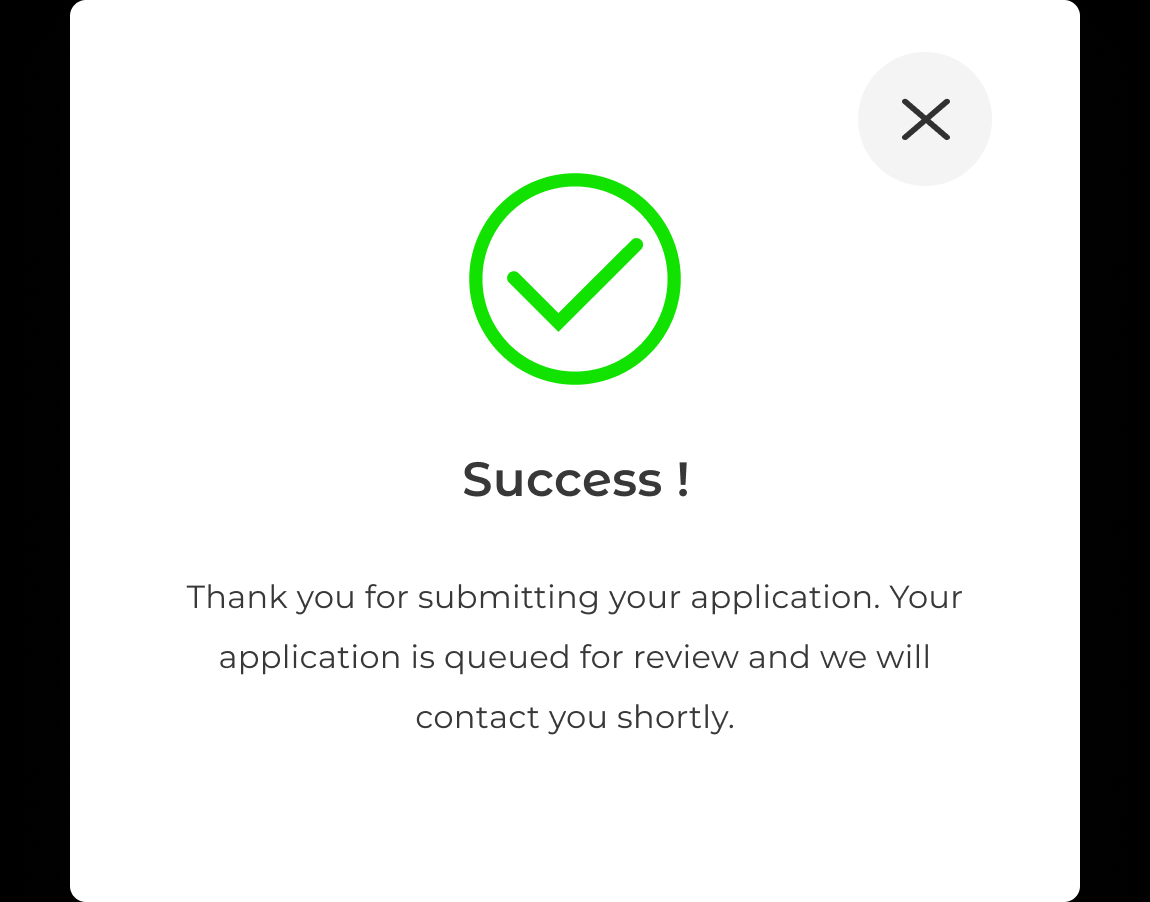 Success !
Thank you for submitting your application. Your
application is queued for review and we will
contact you shortly.